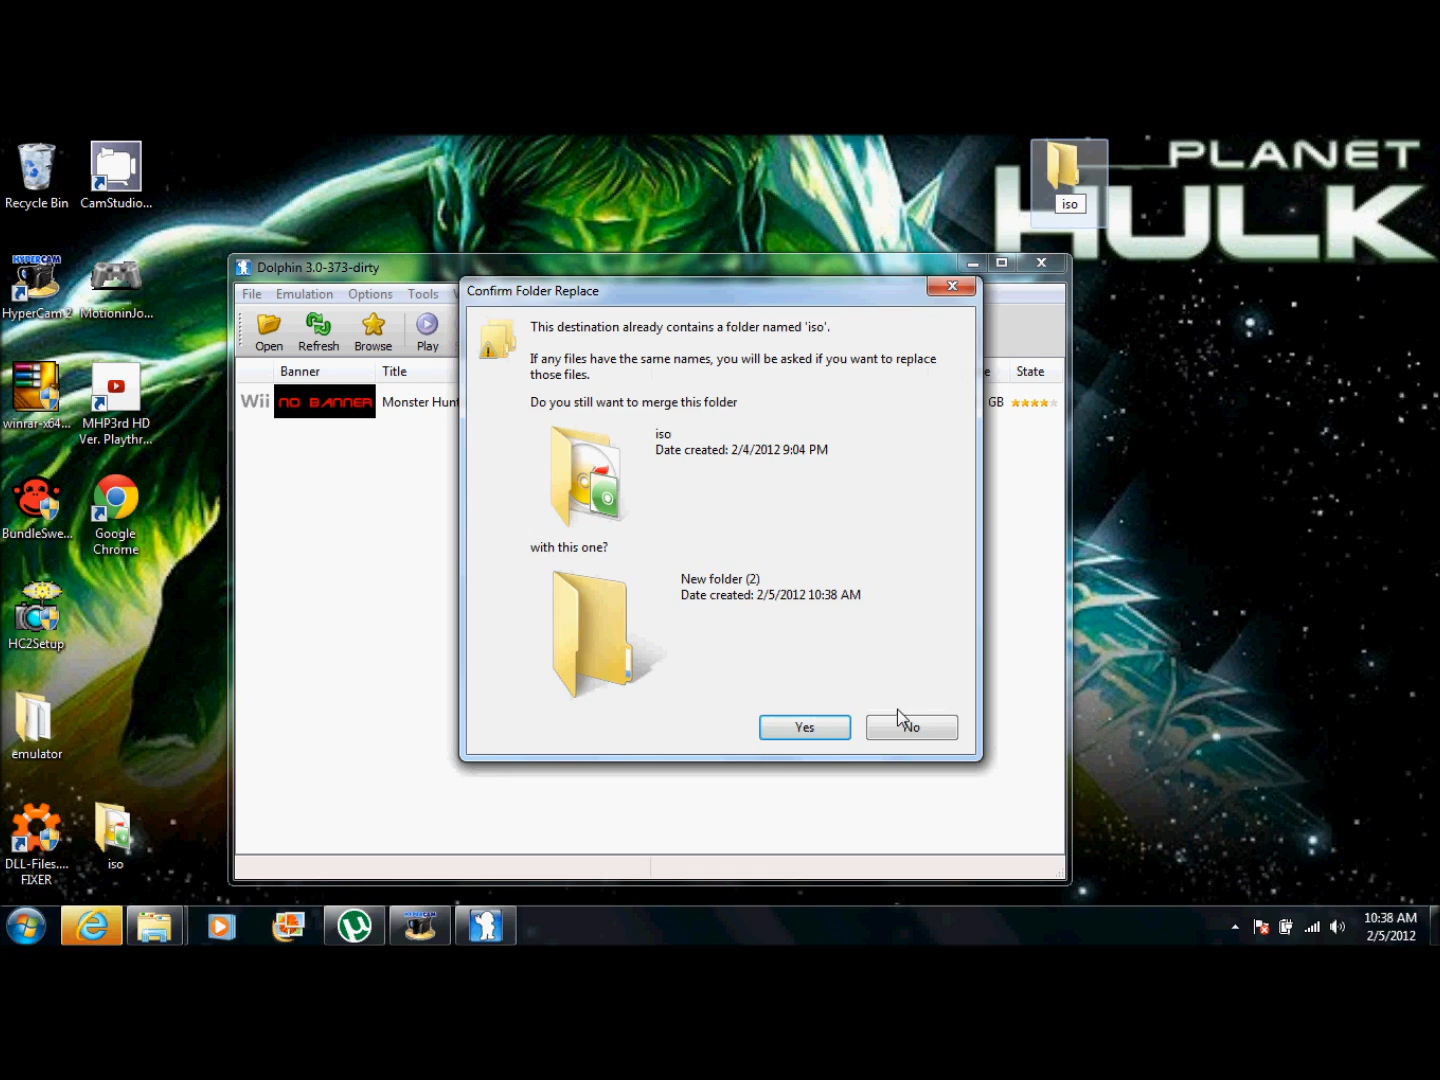 PLANET
HULK
Recycle Bin
CamStudio...
iso
HYPERCAM
HyperCam 2
MotioninJo...
winrar-x64...
MHP3rd HD
Ver. Playthr...
BundleSwe...
Google
Chrome
HC2Setup
emulator
DLL-Files....
FIXER
iso
Dolphin 3.0-373-dirty
File
Emulation
Options
Tools
Open
Refresh
Browse
Play
Banner
Title
State
Wii
NO BANNER
Monster Hunt
GB
Confirm Folder Replace
This destination already contains a folder named 'iso'.
If any files have the same names, you will be asked if you want to replace
those files.
Do you still want to merge this folder
iso
Date created: 2/4/2012 9:04 PM
with this one?
New folder (2)
Date created: 2/5/2012 10:38 AM
Yes
No
HYPERCAM
10:38 AM
2/5/2012